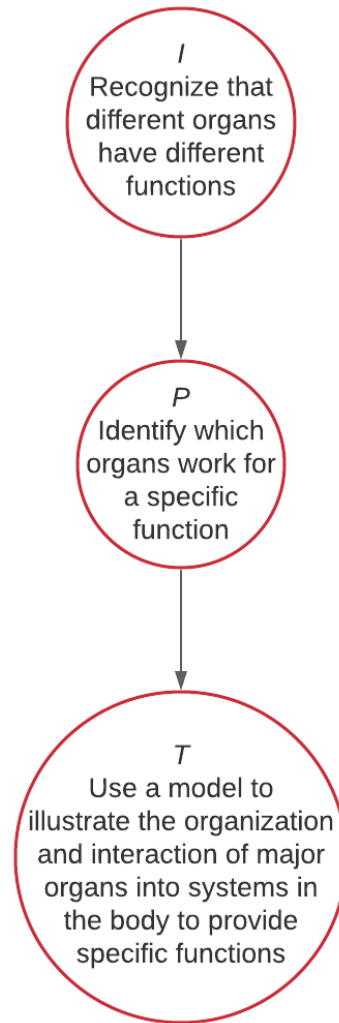 I
Recognize that
different organs
have different
functions
P
Identify which
organs work for
a specific
function
T
Use a model to
illustrate the organization
and interaction of major
organs into systems in
the body to provide
specific functions